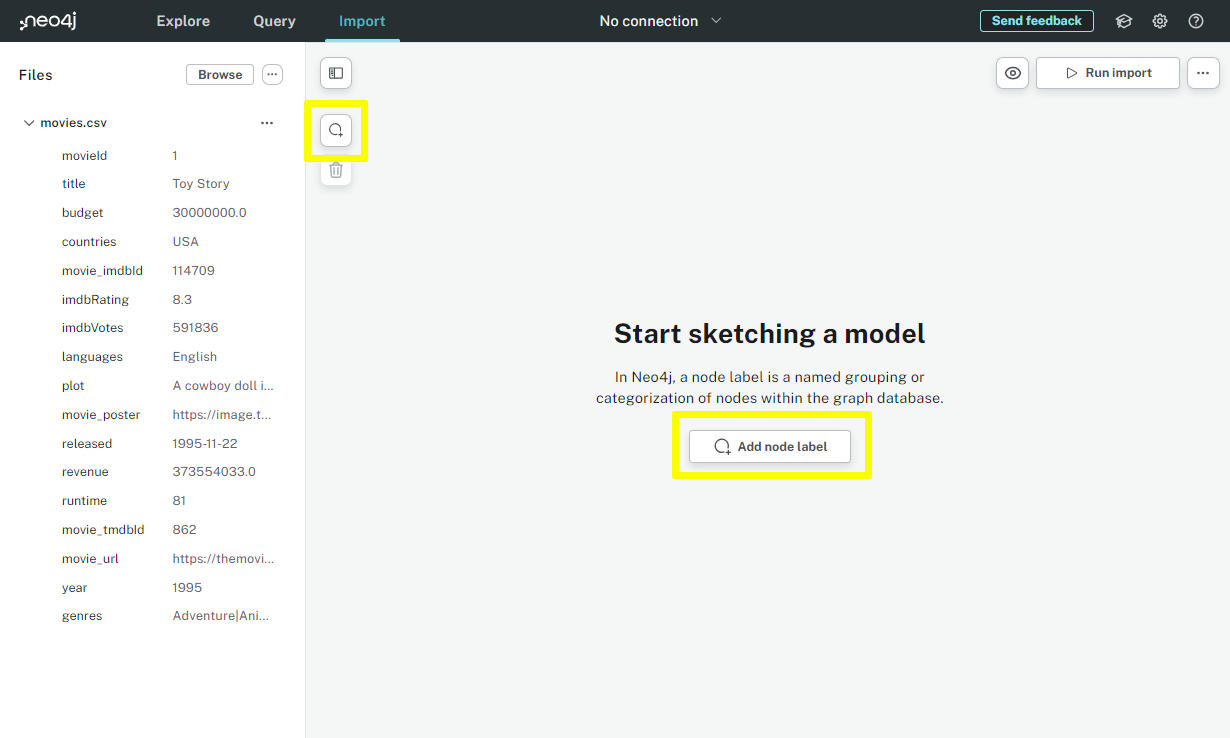 neo4j Explore Query Import No connection Send feedback
Files Browse
Run import
movies.csv
movieId 1
title Toy Story
budget 30000000.0
countries USA
movie_imdbId 114709
imdbRating 8.3
imdbVotes 591836
languages English
plot A cowboy doll i...
movie_poster https://image.t...
released 1995-11-22
revenue 373554033.0
runtime 81
movie_tmdbId 862
movie_url https://themovi...
year 1995
genres Adventure|Ani...
Start sketching a model
In Neo4j, a node label is a named grouping or
categorization of nodes within the graph database.
Add node label